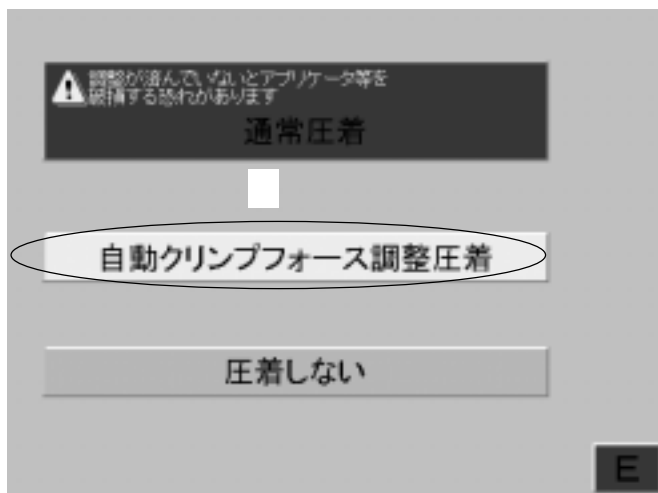 調整が済んでいないとアプリケータ等を
破損する恐れがあります
通常圧着
自動クリンプフォース調整圧着
圧着しない
E